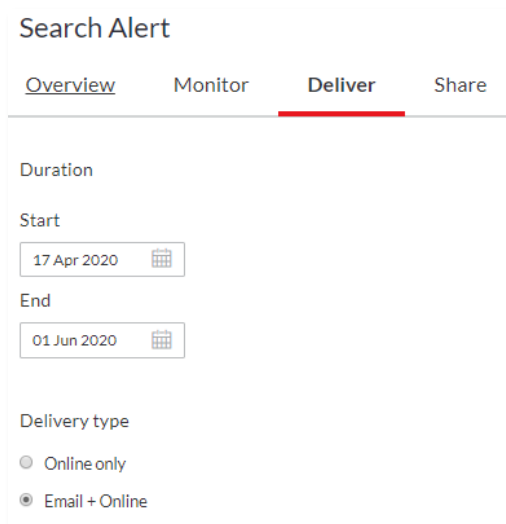 Search Alert
Overview Monitor Deliver Share
Duration
Start
17 Apr 2020
End
01 Jun 2020
Delivery type
Online only
Email + Online